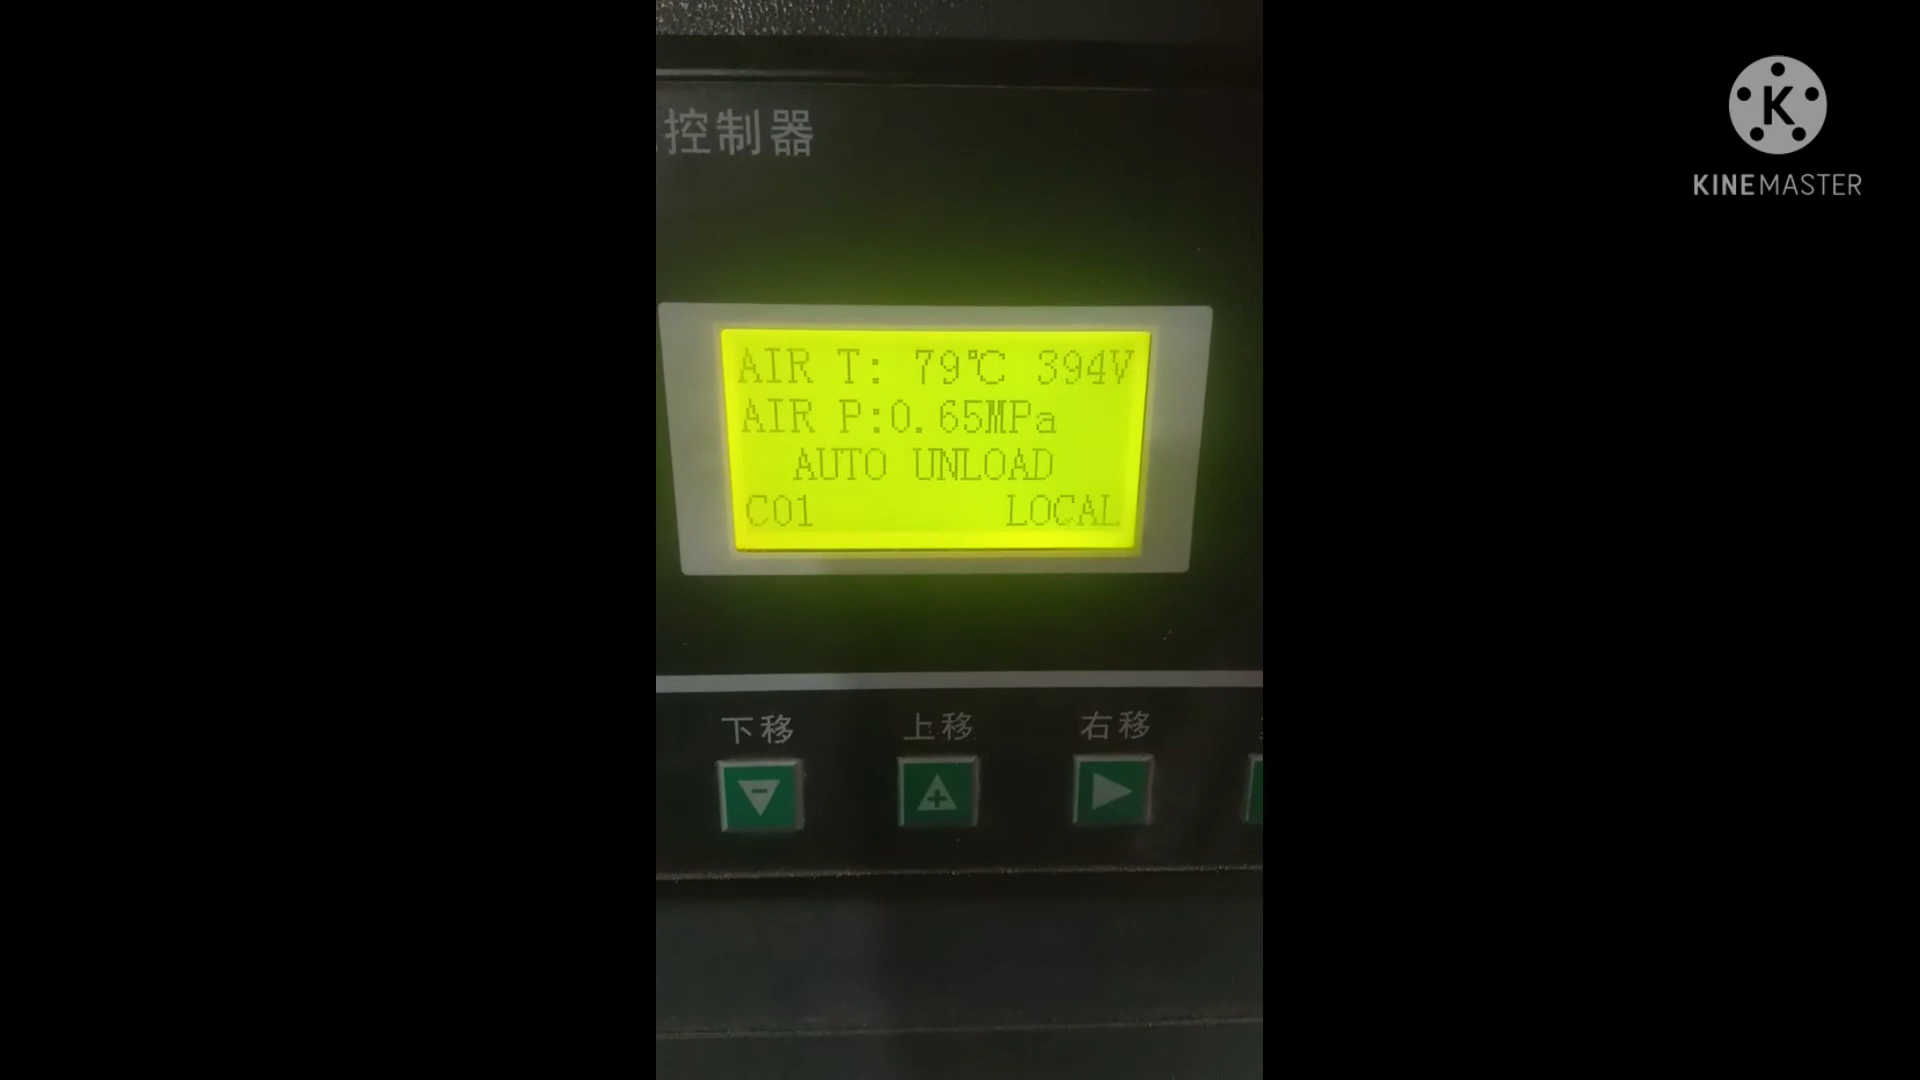 控制器
AIR T: 79℃ 394V
AIR P:0.65MPa
AUTO UNLOAD
C01 LOCAL
下移 上移 右移
K
KINEMASTER